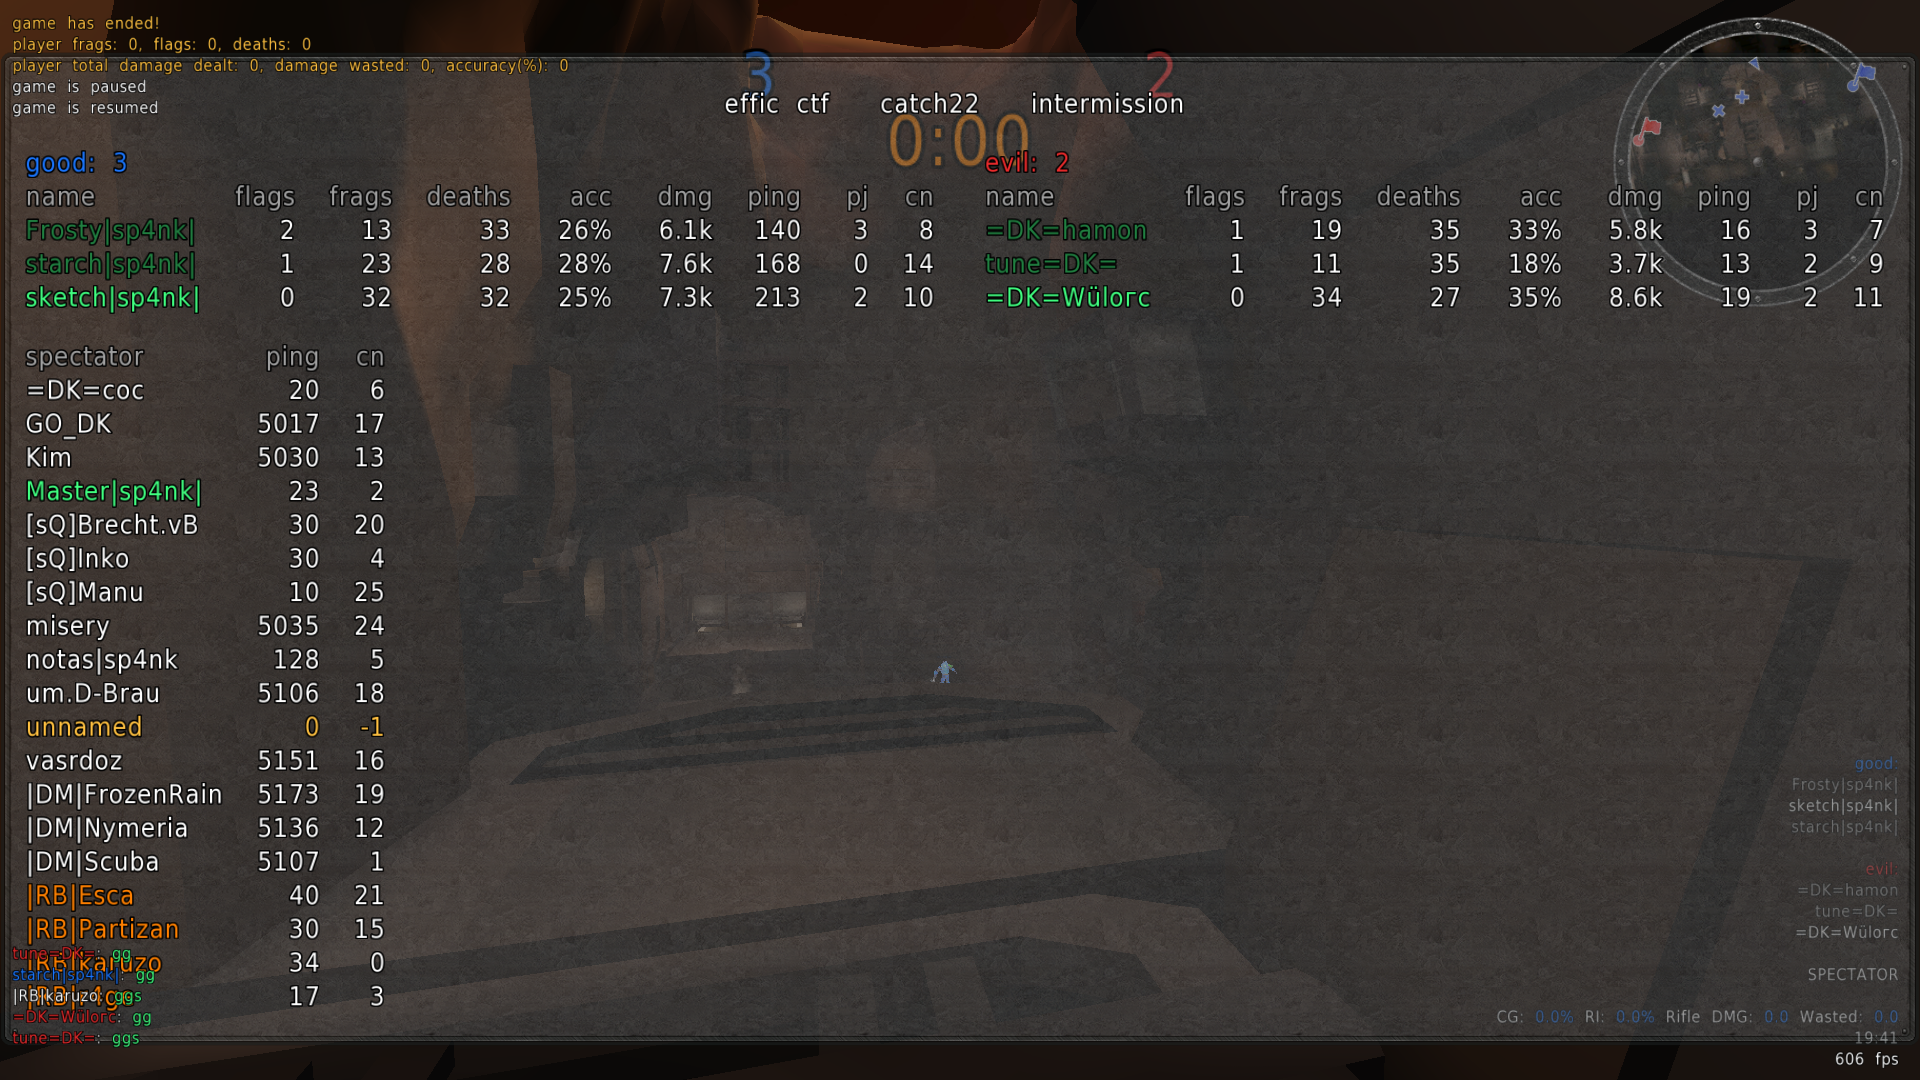 game has ended!
player frags: 0, flags: 0, deaths: 0
player total damage dealt: 0, damage wasted: 0, accuracy(%): 0
game is paused
game is resumed
3
2
effic ctf catch22 intermission
0:00
good: 3
evil: 2
name flags frags deaths acc dmg ping pj cn name flags frags deaths acc dmg ping pj cn
Frosty|sp4nk| 2 13 33 26% 6.1k 140 3 8 =DK=hamon 1 19 35 33% 5.8k 16 3 7
starch|sp4nk| 1 23 28 28% 7.6k 168 0 14 tune=DK= 1 11 35 18% 3.7k 13 2 9
sketch|sp4nk| 0 32 32 25% 7.3k 213 2 10 =DK=Wülorc 0 34 27 35% 8.6k 19 2 11
spectator ping cn
=DK=coc 20 6
GO_DK 5017 17
Kim 5030 13
Master|sp4nk| 23 2
[sQ]Brecht.vB 30 20
[sQ]Inko 30 4
[sQ]Manu 10 25
misery 5035 24
notas|sp4nk 128 5
um.D-Brau 5106 18
unnamed 0 -1
vasrdoz 5151 16
|DM|FrozenRain 5173 19
|DM|Nymeria 5136 12
|DM|Scuba 5107 1
|RB|Esca 40 21
|RB|Partizan 30 15
|RB|karuzo 34 0
17 3
tune=DK=: gg
starch|sp4nk|: gg
|RB|karuzo: ggs
=DK=Wülorc: gg
tune=DK=: ggs
good:
Frosty|sp4nk|
sketch|sp4nk|
starch|sp4nk|
evil:
=DK=hamon
tune=DK=
=DK=Wülorc
SPECTATOR
CG: 0.0% RI: 0.0% Rifle DMG: 0.0 Wasted: 0.0
19:41
606 fps